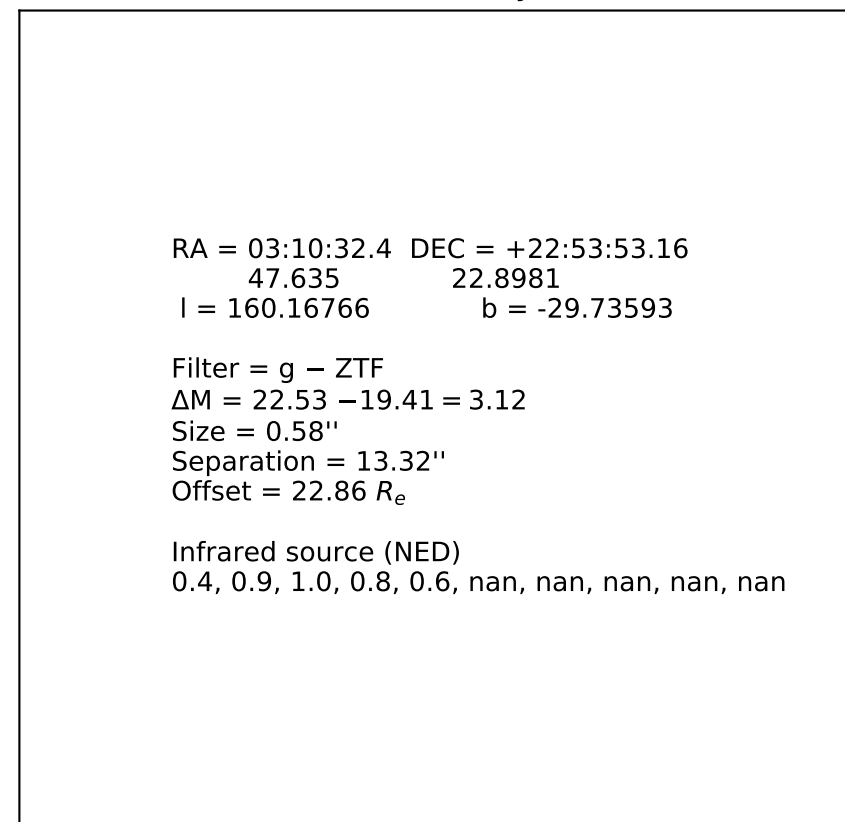 RA = 03:10:32.4  DEC = +22:53:53.16
47.635  22.8981
l = 160.16766  b = -29.73593
Filter = g − ZTF
ΔM = 22.53 −19.41 = 3.12
Size = 0.58''
Separation = 13.32''
Offset = 22.86 Rₑ
Infrared source (NED)
0.4, 0.9, 1.0, 0.8, 0.6, nan, nan, nan, nan, nan